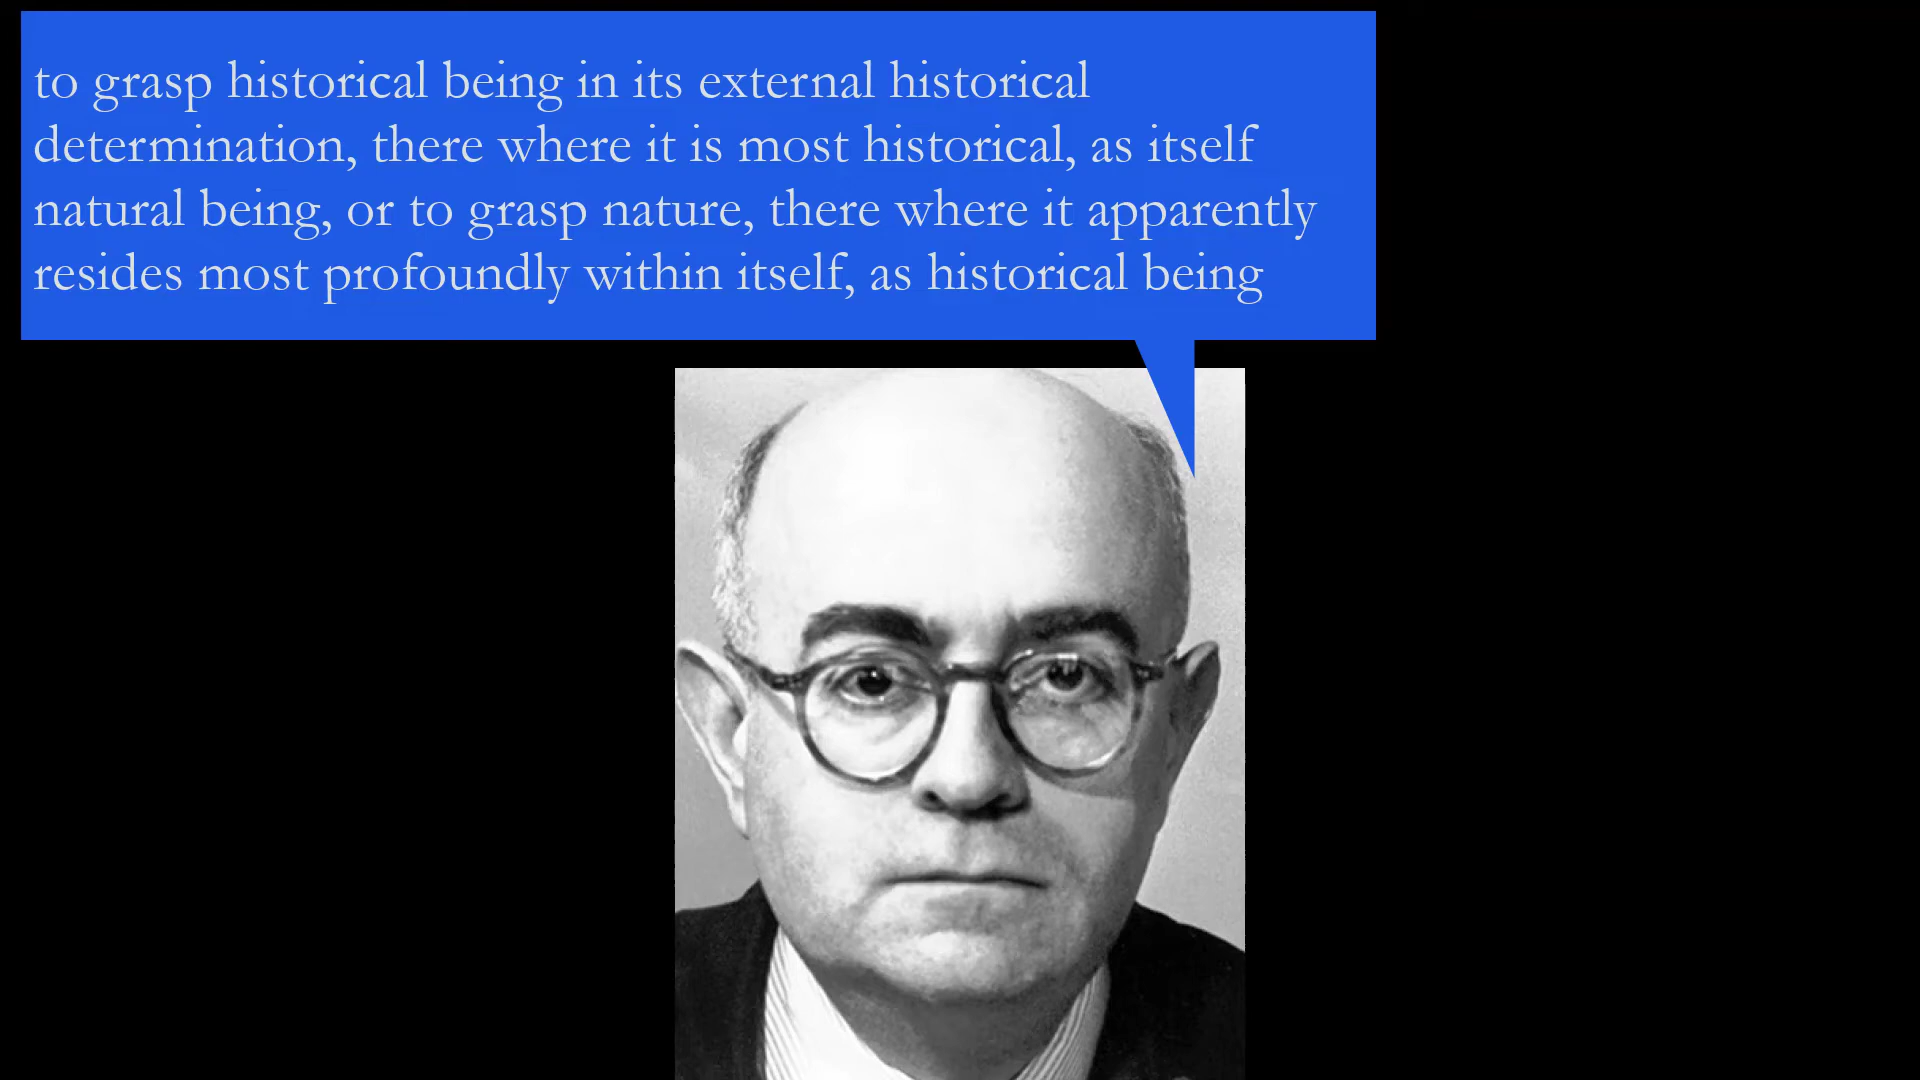 to grasp historical being in its external historical
determination, there where it is most historical, as itself
natural being, or to grasp nature, there where it apparently
resides most profoundly within itself, as historical being